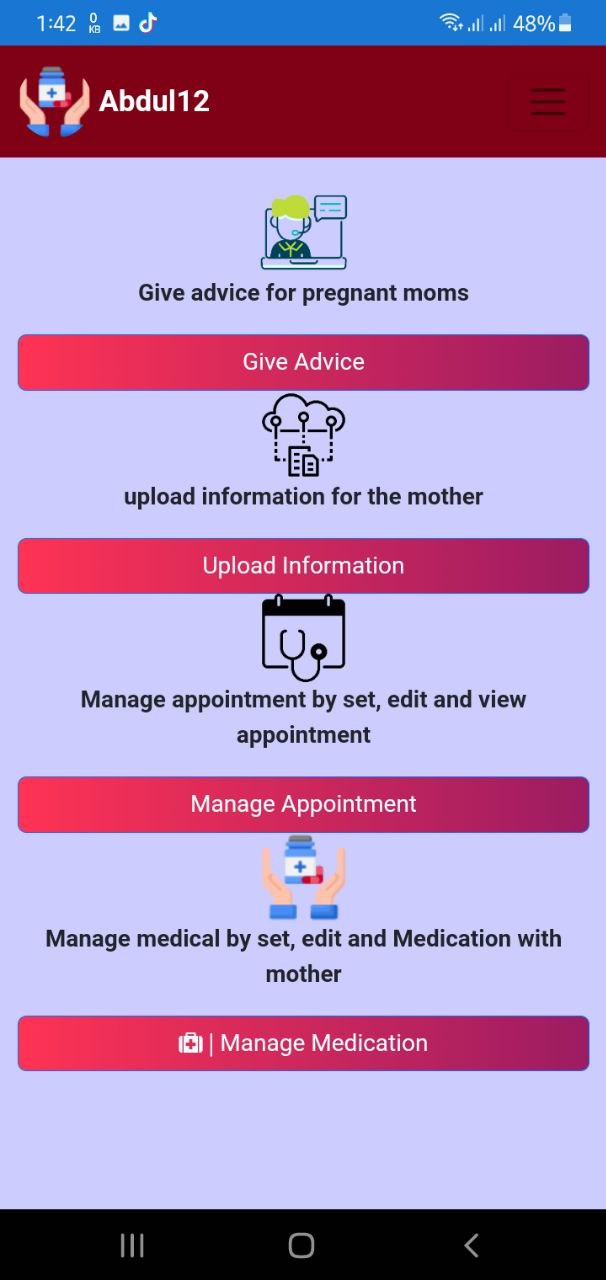 1:42 0 KB 48%
Abdul12
Give advice for pregnant moms
Give Advice
upload information for the mother
Upload Information
Manage appointment by set, edit and view
appointment
Manage Appointment
Manage medical by set, edit and Medication with
mother
| Manage Medication